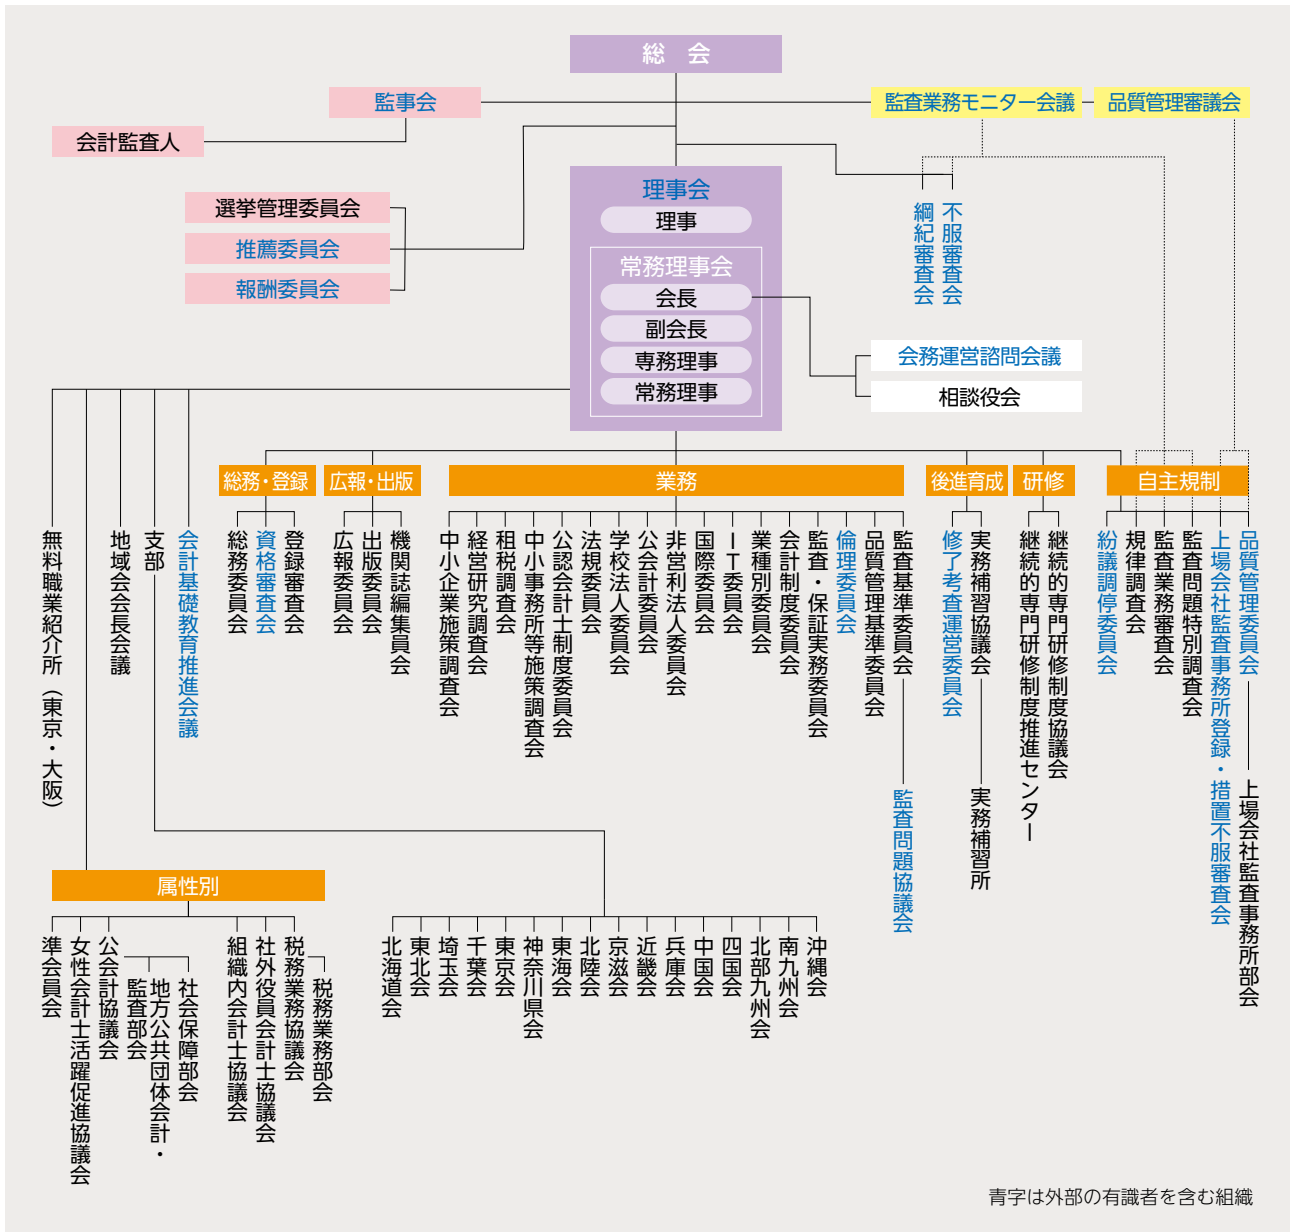 総 会
監事会
監査業務モニター会議
品質管理審議会
会計監査人
理事会
理事
選挙管理委員会
推薦委員会
報酬委員会
綱紀審査会
不服審査会
常務理事会
会長
副会長
専務理事
常務理事
会務運営諮問会議
相談役会
総務・登録
広報・出版
業務
後進育成
研修
自主規制
無料職業紹介所（東京・大阪）
地域会会長会議
支部
会計基礎教育推進会議
総務委員会
資格審査会
登録審査会
広報委員会
出版委員会
機関誌編集員会
中小企業施策調査会
経営研究調査会
租税調査会
中小事務所等施策調査会
公認会計士制度委員会
法規委員会
学校法人委員会
公会計委員会
非営利法人委員会
国際委員会
IT委員会
業種別委員会
会計制度委員会
監査・保証実務委員会
倫理委員会
品質管理基準委員会
監査基準委員会
監査問題協議会
修了考査運営委員会
実務補習協議会
実務補習所
継続的専門研修制度推進センター
継続的専門研修制度協議会
紛議調停委員会
規律調査会
監査業務審査会
監査問題特別調査会
上場会社監査事務所登録・措置不服審査会
品質管理委員会
上場会社監査事務所部会
属性別
準会員会
女性会計士活躍促進協議会
公会計協議会
地方公共団体会計・
監査部会
社会保障部会
組織内会計士協議会
社外役員会計士協議会
税務業務協議会
税務業務部会
北海道会
東北会
埼玉会
千葉会
東京会
神奈川県会
東海会
北陸会
京滋会
近畿会
兵庫会
中国会
四国会
北部九州会
南九州会
沖縄会
青字は外部の有識者を含む組織